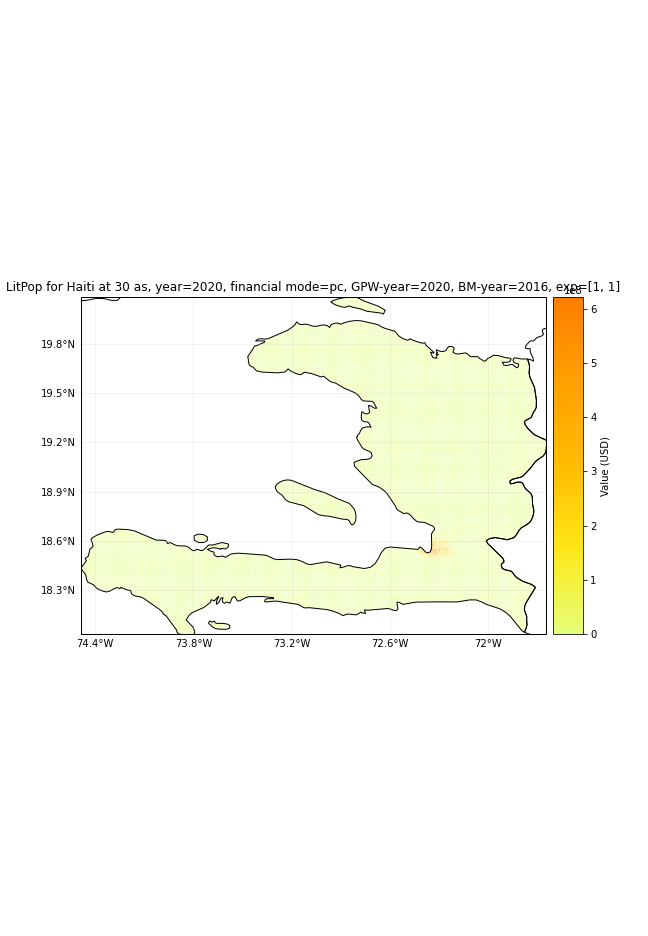 LitPop for Haiti at 30 as, year=2020, financial mode=pc, GPW-year=2020, BM-year=2016, exp=[1, 1]
1e8
6
19.8°N
5
19.5°N
4
19.2°N
Value (USD)
3
18.9°N
2
18.6°N
1
18.3°N
0
74.4°W 73.8°W 73.2°W 72.6°W 72°W